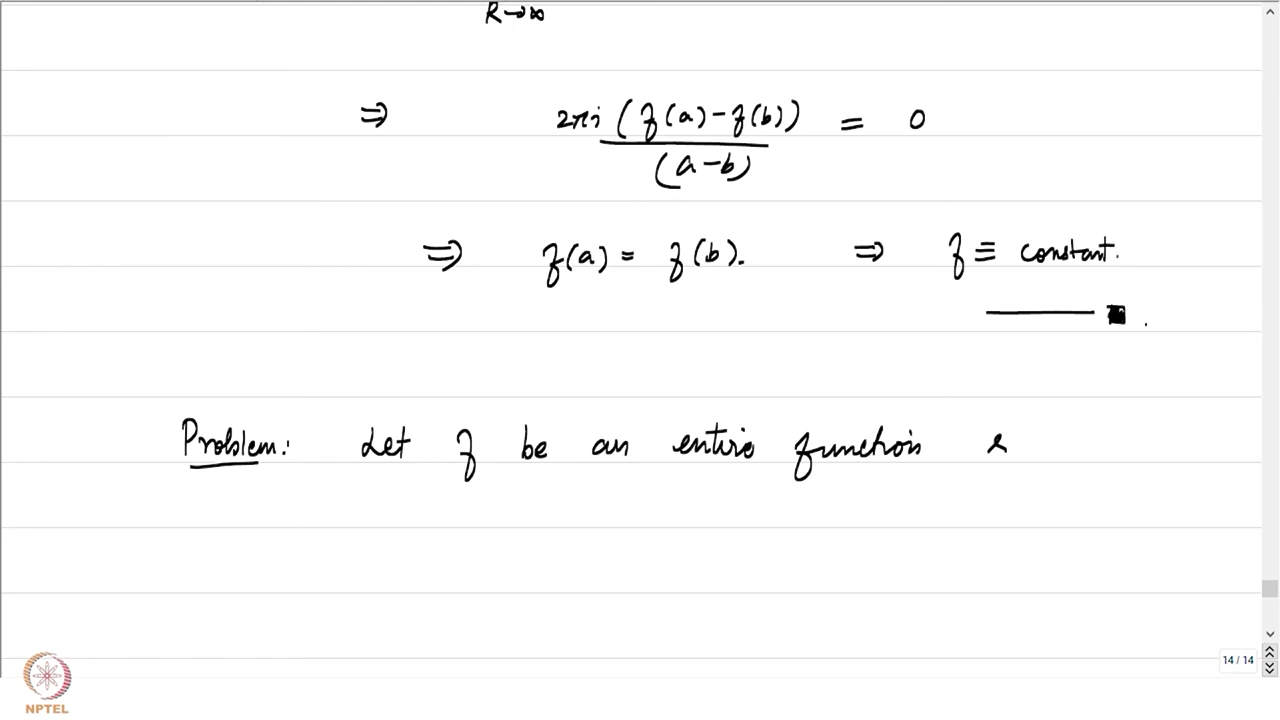 R→∞
⇒ 2πi (f(a)-f(b)) / (a-b) = 0
⇒ f(a) = f(b). ⇒ f ≡ constant.
Problem: Let f be an entire function &
14 / 14
NPTEL